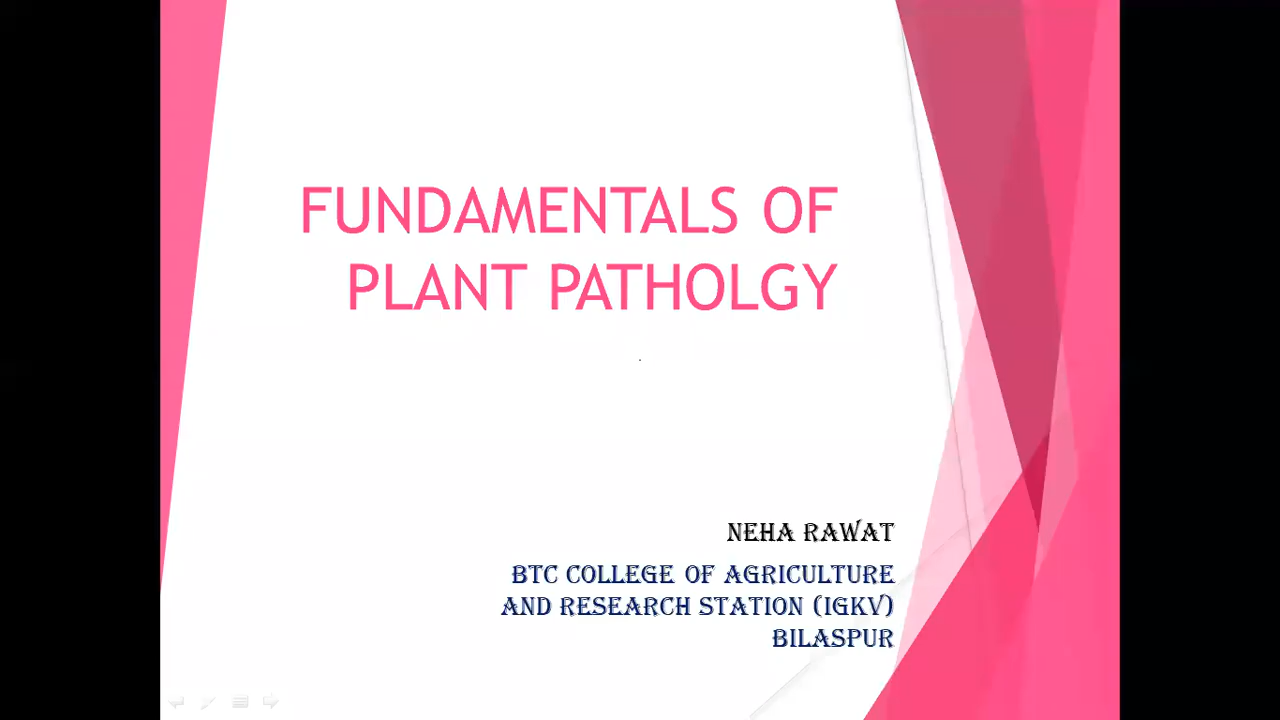 FUNDAMENTALS OF
PLANT PATHOLGY
NEHA RAWAT
BTC COLLEGE OF AGRICULTURE
AND RESEARCH STATION (IGKV)
BILASPUR